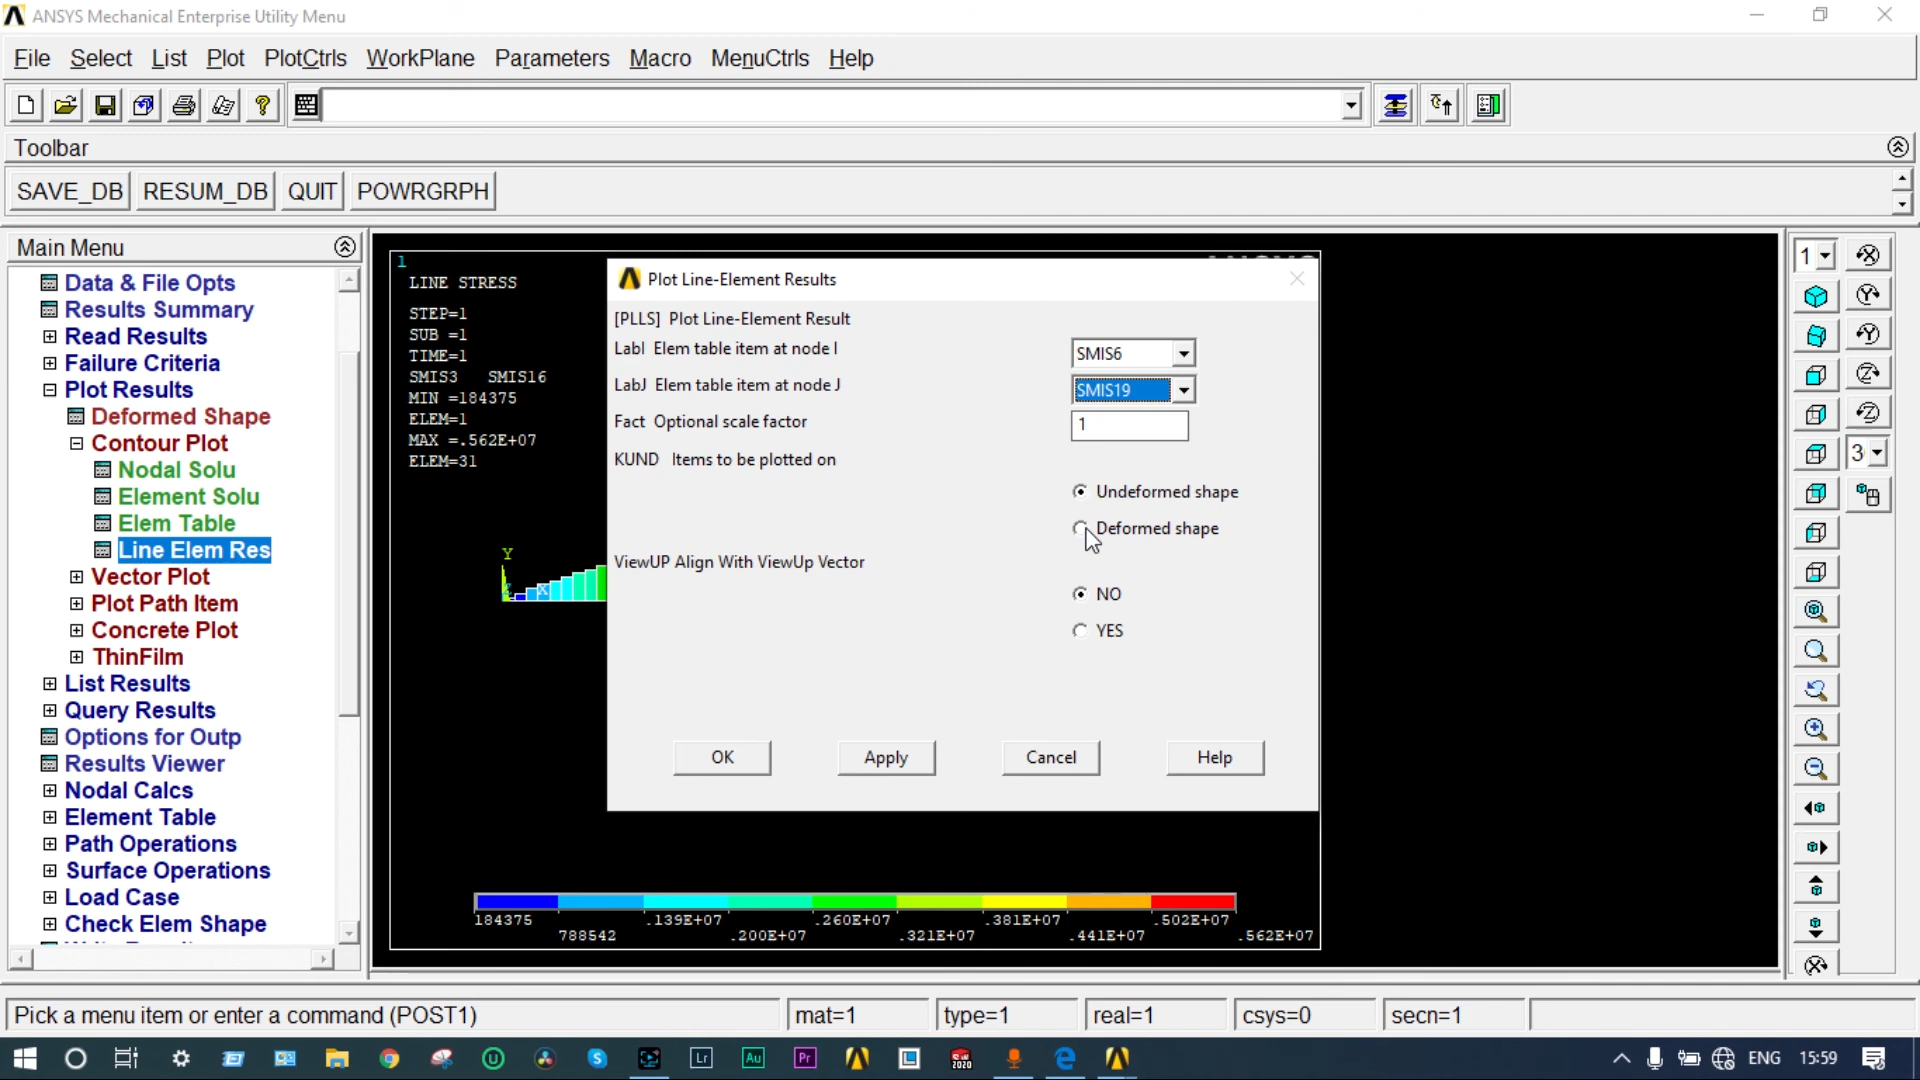 ANSYS Mechanical Enterprise Utility Menu
File Select List Plot PlotCtrls WorkPlane Parameters Macro MenuCtrls Help
Toolbar
SAVE_DB RESUM_DB QUIT POWRGRPH
Main Menu
Data & File Opts
Results Summary
Read Results
Failure Criteria
Plot Results
Deformed Shape
Contour Plot
Nodal Solu
Element Solu
Elem Table
Line Elem Res
Vector Plot
Plot Path Item
Concrete Plot
ThinFilm
List Results
Query Results
Options for Outp
Results Viewer
Nodal Calcs
Element Table
Path Operations
Surface Operations
Load Case
Check Elem Shape
1
LINE STRESS
STEP=1
SUB =1
TIME=1
SMIS3 SMIS16
MIN =184375
ELEM=1
MAX =.562E+07
ELEM=31
Y
X
Plot Line-Element Results
[PLLS] Plot Line-Element Result
LabI Elem table item at node I
SMIS6
LabJ Elem table item at node J
SMIS19
Fact Optional scale factor
1
KUND Items to be plotted on
Undeformed shape
Deformed shape
ViewUP Align With ViewUp Vector
NO
YES
OK Apply Cancel Help
184375 .139E+07 .260E+07 .381E+07 .502E+07
788542 .200E+07 .321E+07 .441E+07 .562E+07
1
3
Pick a menu item or enter a command (POST1)
mat=1 type=1 real=1 csys=0 secn=1
Lr Au Pr
2020
ENG 15:59